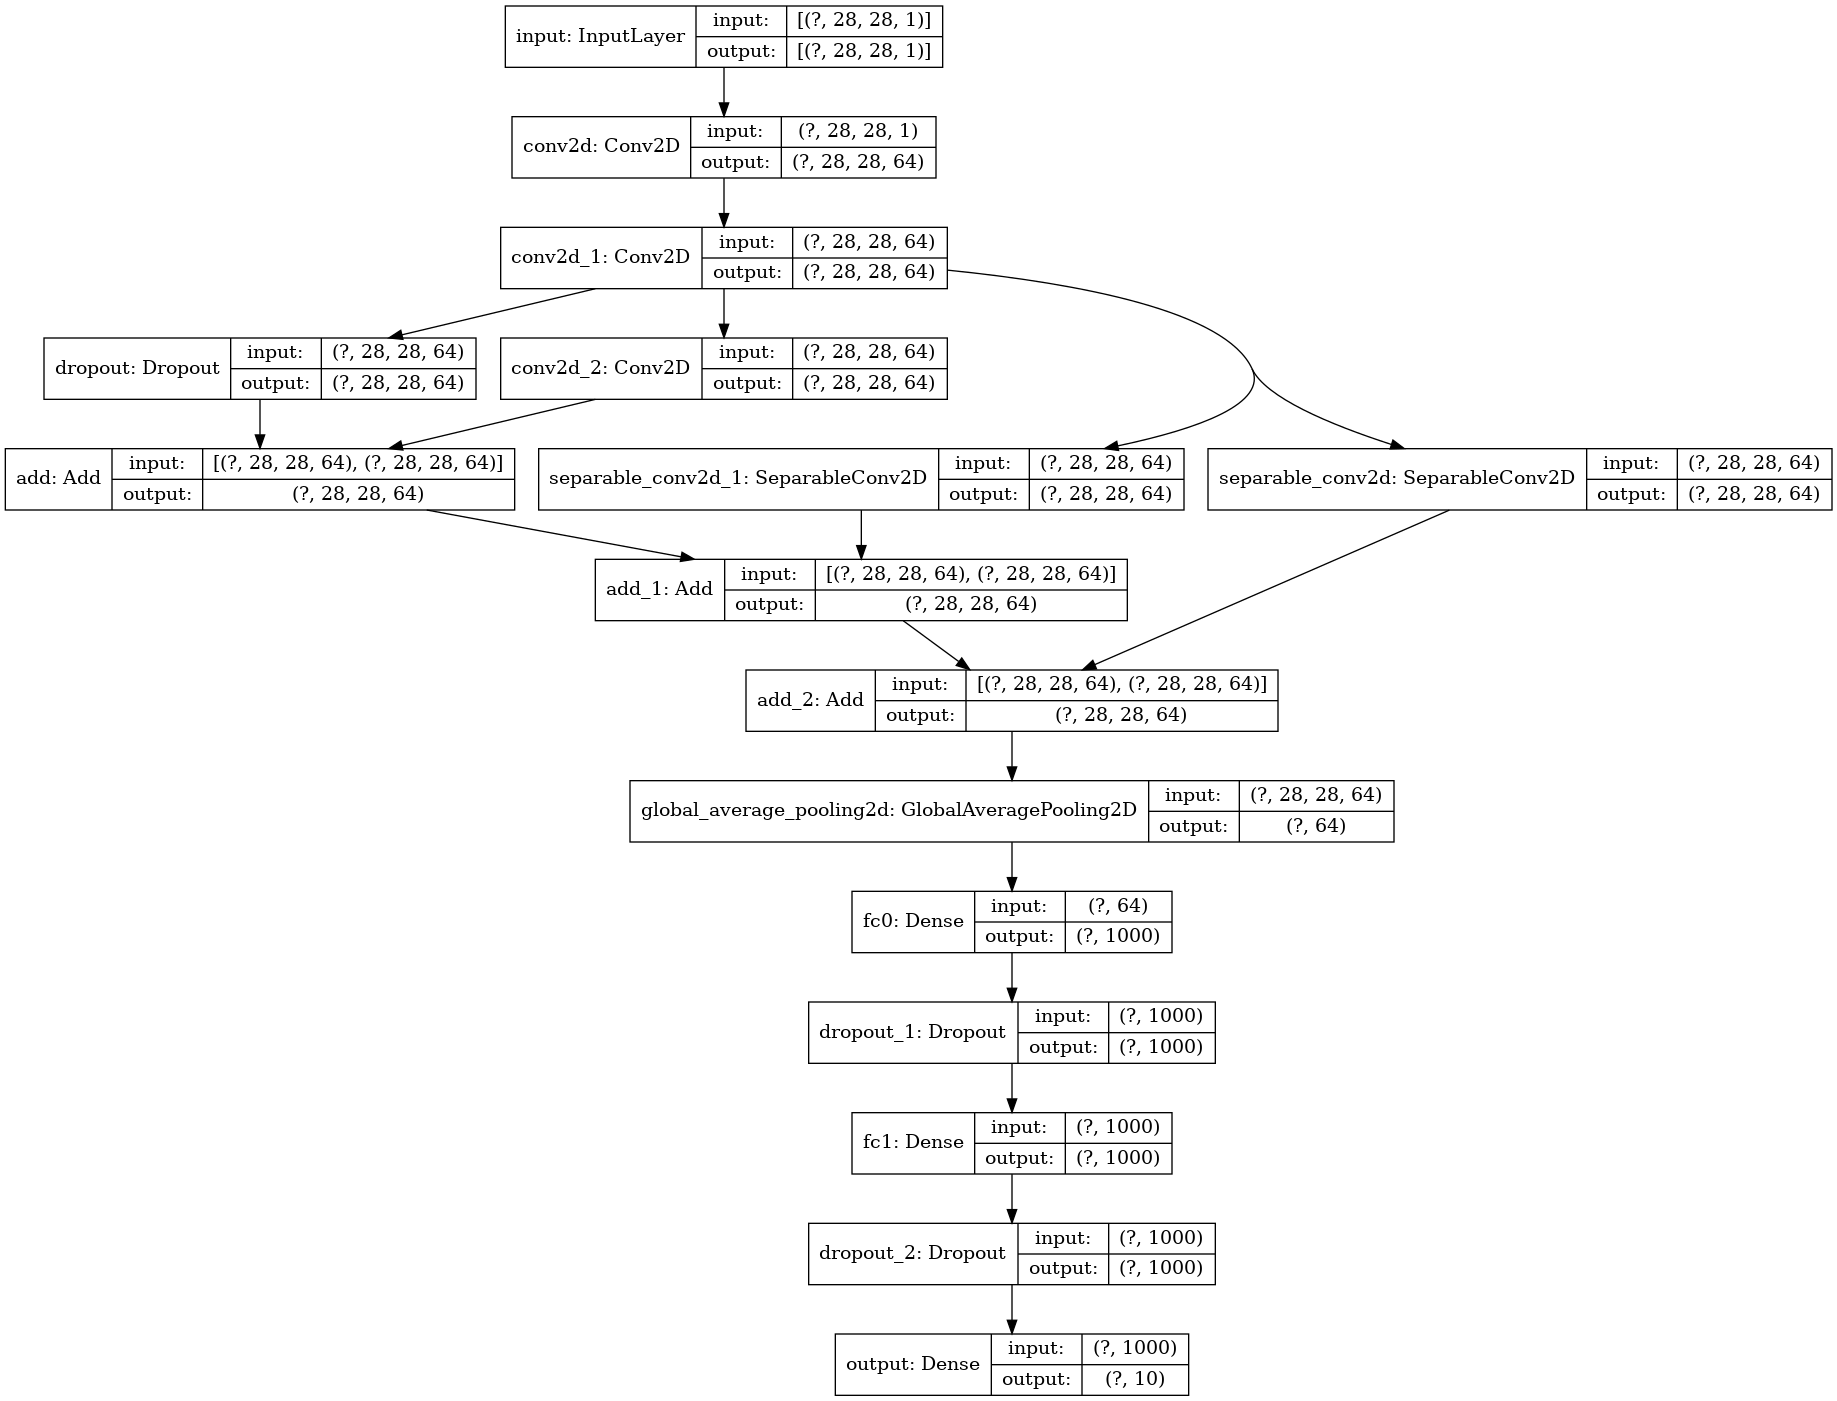 input: InputLayer input: [(?, 28, 28, 1)]
output: [(?, 28, 28, 1)]
conv2d: Conv2D input: (?, 28, 28, 1)
output: (?, 28, 28, 64)
conv2d_1: Conv2D input: (?, 28, 28, 64)
output: (?, 28, 28, 64)
dropout: Dropout input: (?, 28, 28, 64)
output: (?, 28, 28, 64)
conv2d_2: Conv2D input: (?, 28, 28, 64)
output: (?, 28, 28, 64)
add: Add input: [(?, 28, 28, 64), (?, 28, 28, 64)]
output: (?, 28, 28, 64)
separable_conv2d_1: SeparableConv2D input: (?, 28, 28, 64)
output: (?, 28, 28, 64)
separable_conv2d: SeparableConv2D input: (?, 28, 28, 64)
output: (?, 28, 28, 64)
add_1: Add input: [(?, 28, 28, 64), (?, 28, 28, 64)]
output: (?, 28, 28, 64)
add_2: Add input: [(?, 28, 28, 64), (?, 28, 28, 64)]
output: (?, 28, 28, 64)
global_average_pooling2d: GlobalAveragePooling2D input: (?, 28, 28, 64)
output: (?, 64)
fc0: Dense input: (?, 64)
output: (?, 1000)
dropout_1: Dropout input: (?, 1000)
output: (?, 1000)
fc1: Dense input: (?, 1000)
output: (?, 1000)
dropout_2: Dropout input: (?, 1000)
output: (?, 1000)
output: Dense input: (?, 1000)
output: (?, 10)